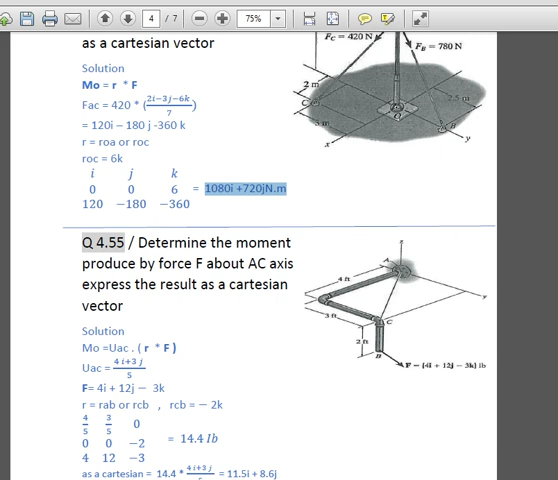 4 / 7
75%
as a cartesian vector
Solution
Mo = r * F
Fac = 420 * (2i−3j−6k/7)
= 120i – 180 j -360 k
r = roa or roc
roc = 6k
i j k
0 0 6 = 1080i +720jN.m
120 −180 −360
F_C = 420 N
F_B = 780 N
2 m
2.5 m
C
3 m
O
B
x
y
Q 4.55 / Determine the moment
produce by force F about AC axis
express the result as a cartesian
vector
Solution
Mo =Uac . ( r * F )
Uac = 4 i+3 j/5
F= 4i + 12j – 3k
r = rab or rcb , rcb = – 2k
4/5 3/5 0
0 0 −2 = 14.4 Ib
4 12 −3
as a cartesian = 14.4 * 4 i+3 j/5 = 11.5i + 8.6j
z
A
4 ft
y
3 ft
C
2 ft
B
F = {4i + 12j − 3k} lb